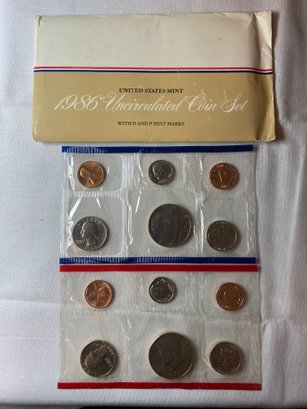 UNITED STATES MINT
1986 Uncirculated Coin Set
WITH D AND P MINT MARKS